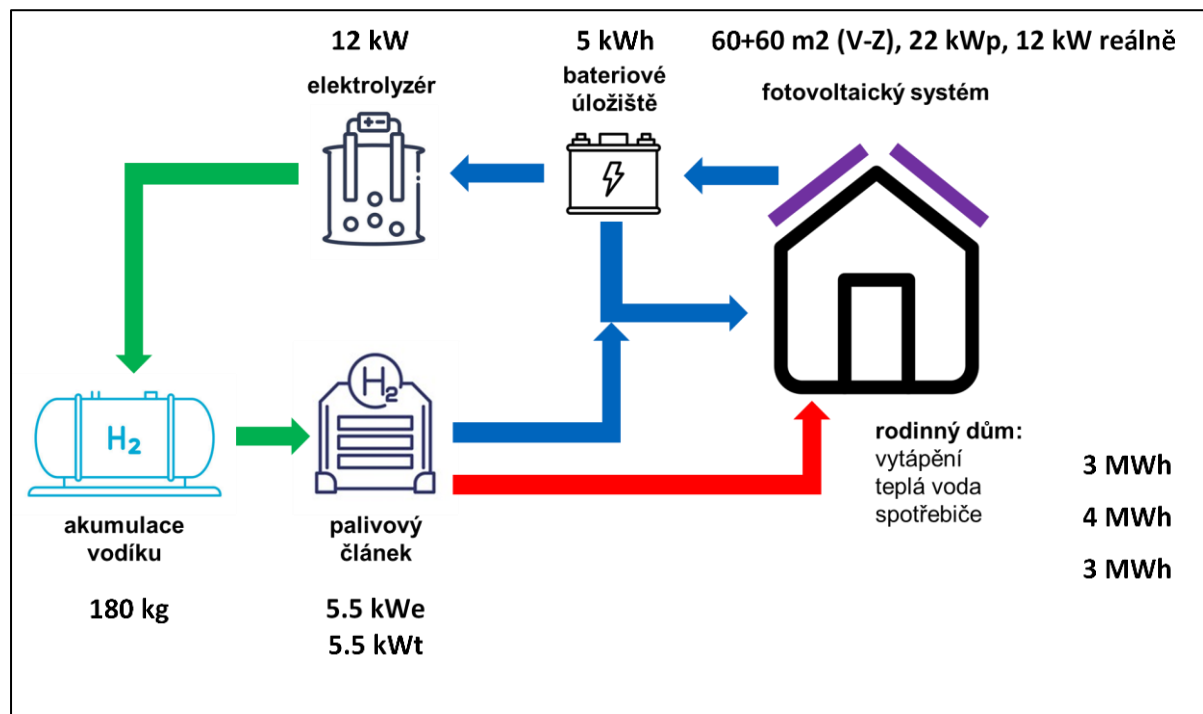 12 kW
elektrolyzér
5 kWh
bateriové
úložiště
60+60 m2 (V-Z), 22 kWp, 12 kW reálně
fotovoltaický systém
H2
akumulace
vodíku
180 kg
H2
palivový
článek
5.5 kWe
5.5 kWt
rodinný dům:
vytápění
teplá voda
spotřebiče
3 MWh
4 MWh
3 MWh